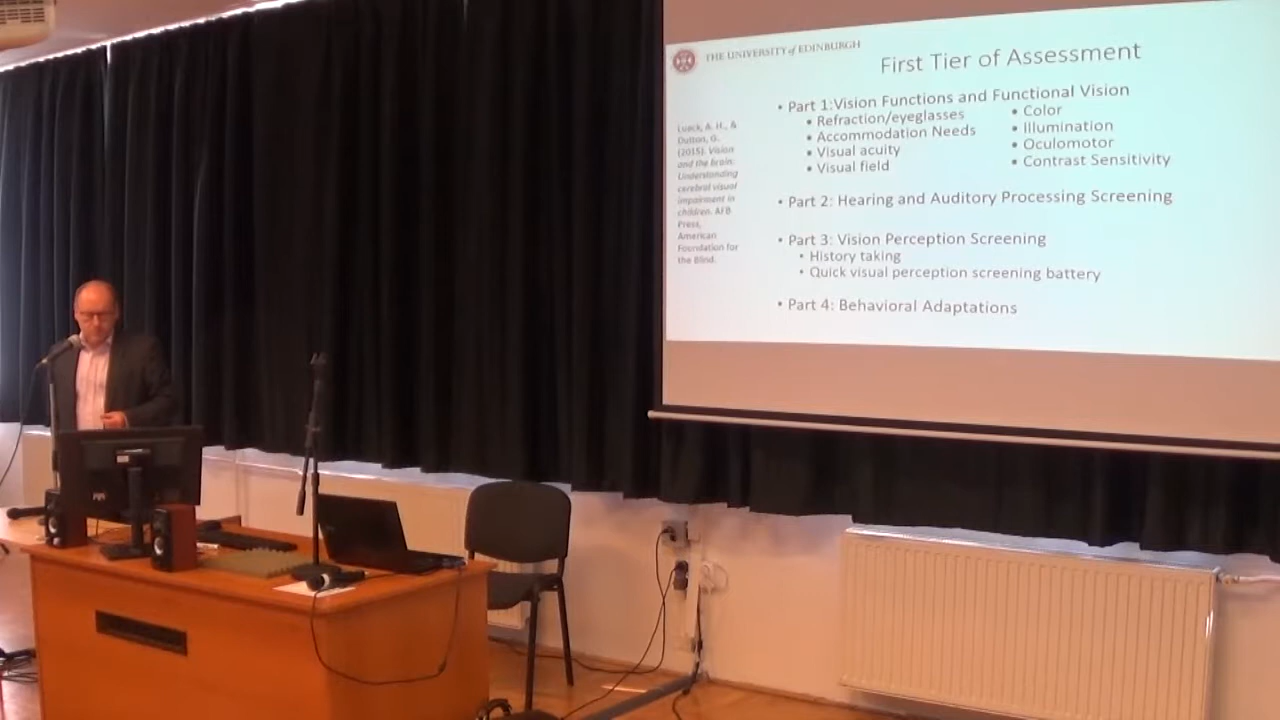 THE UNIVERSITY of EDINBURGH
First Tier of Assessment
Lueck, A. H., &
Dutton, G.
(2015). Vision
and the brain:
Understanding
cerebral visual
impairment in
children. AFB
Press,
American
Foundation for
the Blind.
• Part 1:Vision Functions and Functional Vision
• Refraction/eyeglasses
• Accommodation Needs
• Visual acuity
• Visual field
• Color
• Illumination
• Oculomotor
• Contrast Sensitivity
• Part 2: Hearing and Auditory Processing Screening
• Part 3: Vision Perception Screening
• History taking
• Quick visual perception screening battery
• Part 4: Behavioral Adaptations